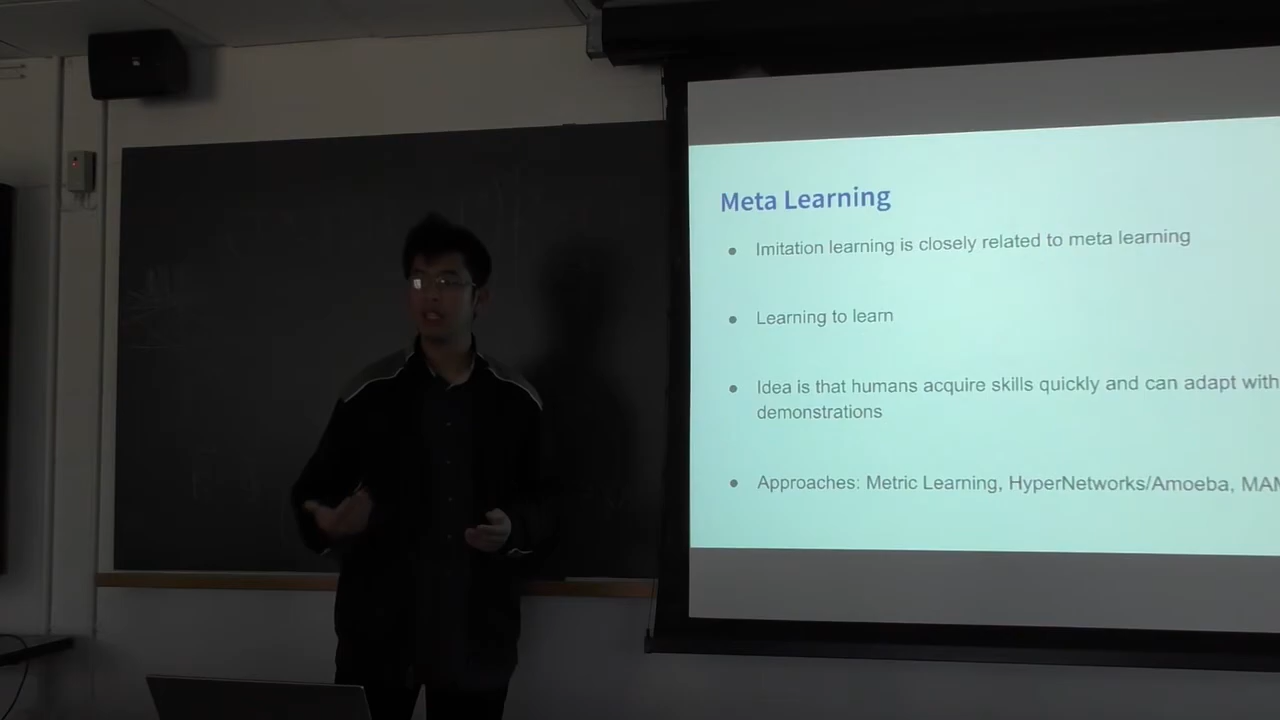 Meta Learning
● Imitation learning is closely related to meta learning
● Learning to learn
● Idea is that humans acquire skills quickly and can adapt with
demonstrations
● Approaches: Metric Learning, HyperNetworks/Amoeba,